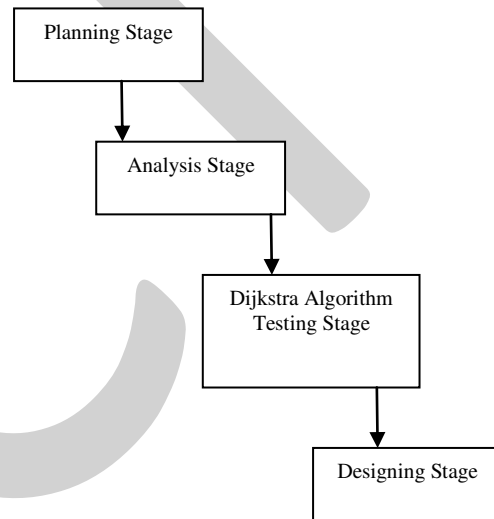 Planning Stage
Analysis Stage
Dijkstra Algorithm
Testing Stage
Designing Stage